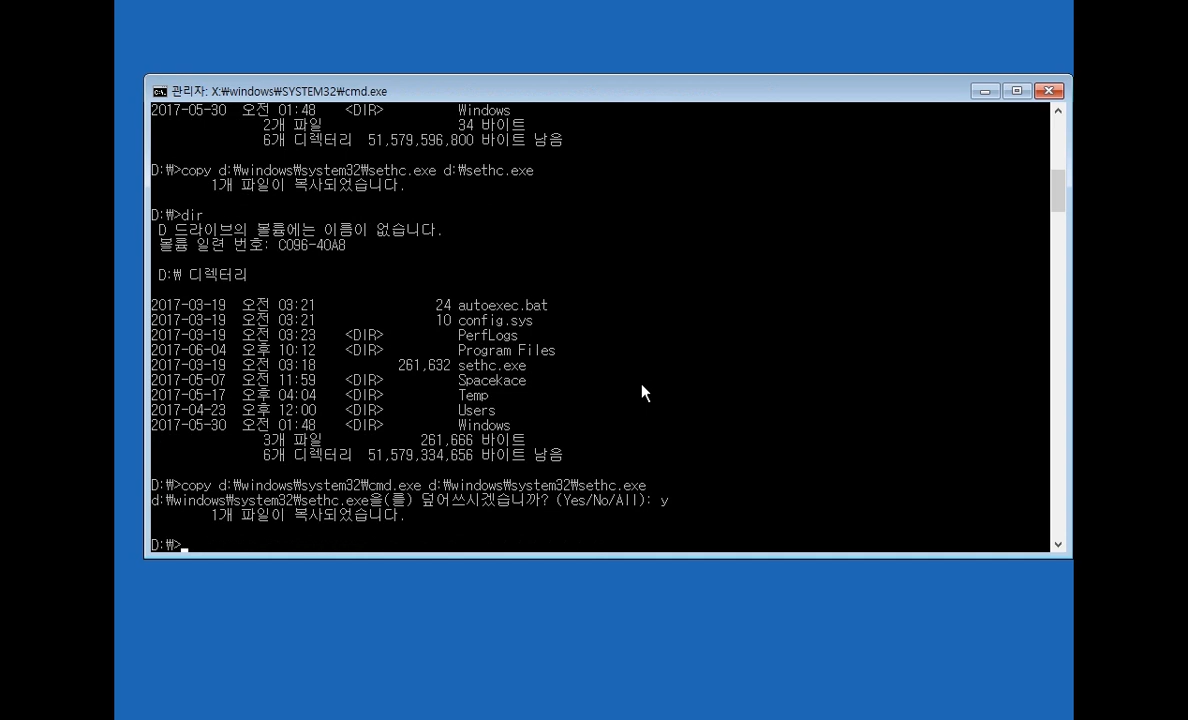 관리자: X:₩windows₩SYSTEM32₩cmd.exe
2017-05-30 오전 01:48 <DIR> Windows
2개 파일 34 바이트
6개 디렉터리 51,579,596,800 바이트 남음
D:₩>copy d:₩windows₩system32₩sethc.exe d:₩sethc.exe
1개 파일이 복사되었습니다.
D:₩>dir
D 드라이브의 볼륨에는 이름이 없습니다.
볼륨 일련 번호: C096-40A8
D:₩ 디렉터리
2017-03-19 오전 03:21 24 autoexec.bat
2017-03-19 오전 03:21 10 config.sys
2017-03-19 오전 03:23 <DIR> PerfLogs
2017-06-04 오후 10:12 <DIR> Program Files
2017-03-19 오전 03:18 261,632 sethc.exe
2017-05-07 오전 11:59 <DIR> Spacekace
2017-05-17 오후 04:04 <DIR> Temp
2017-04-23 오후 12:00 <DIR> Users
2017-05-30 오전 01:48 <DIR> Windows
3개 파일 261,666 바이트
6개 디렉터리 51,579,334,656 바이트 남음
D:₩>copy d:₩windows₩system32₩cmd.exe d:₩windows₩system32₩sethc.exe
d:₩windows₩system32₩sethc.exe을(를) 덮어쓰시겠습니까? (Yes/No/All): y
1개 파일이 복사되었습니다.
D:₩>